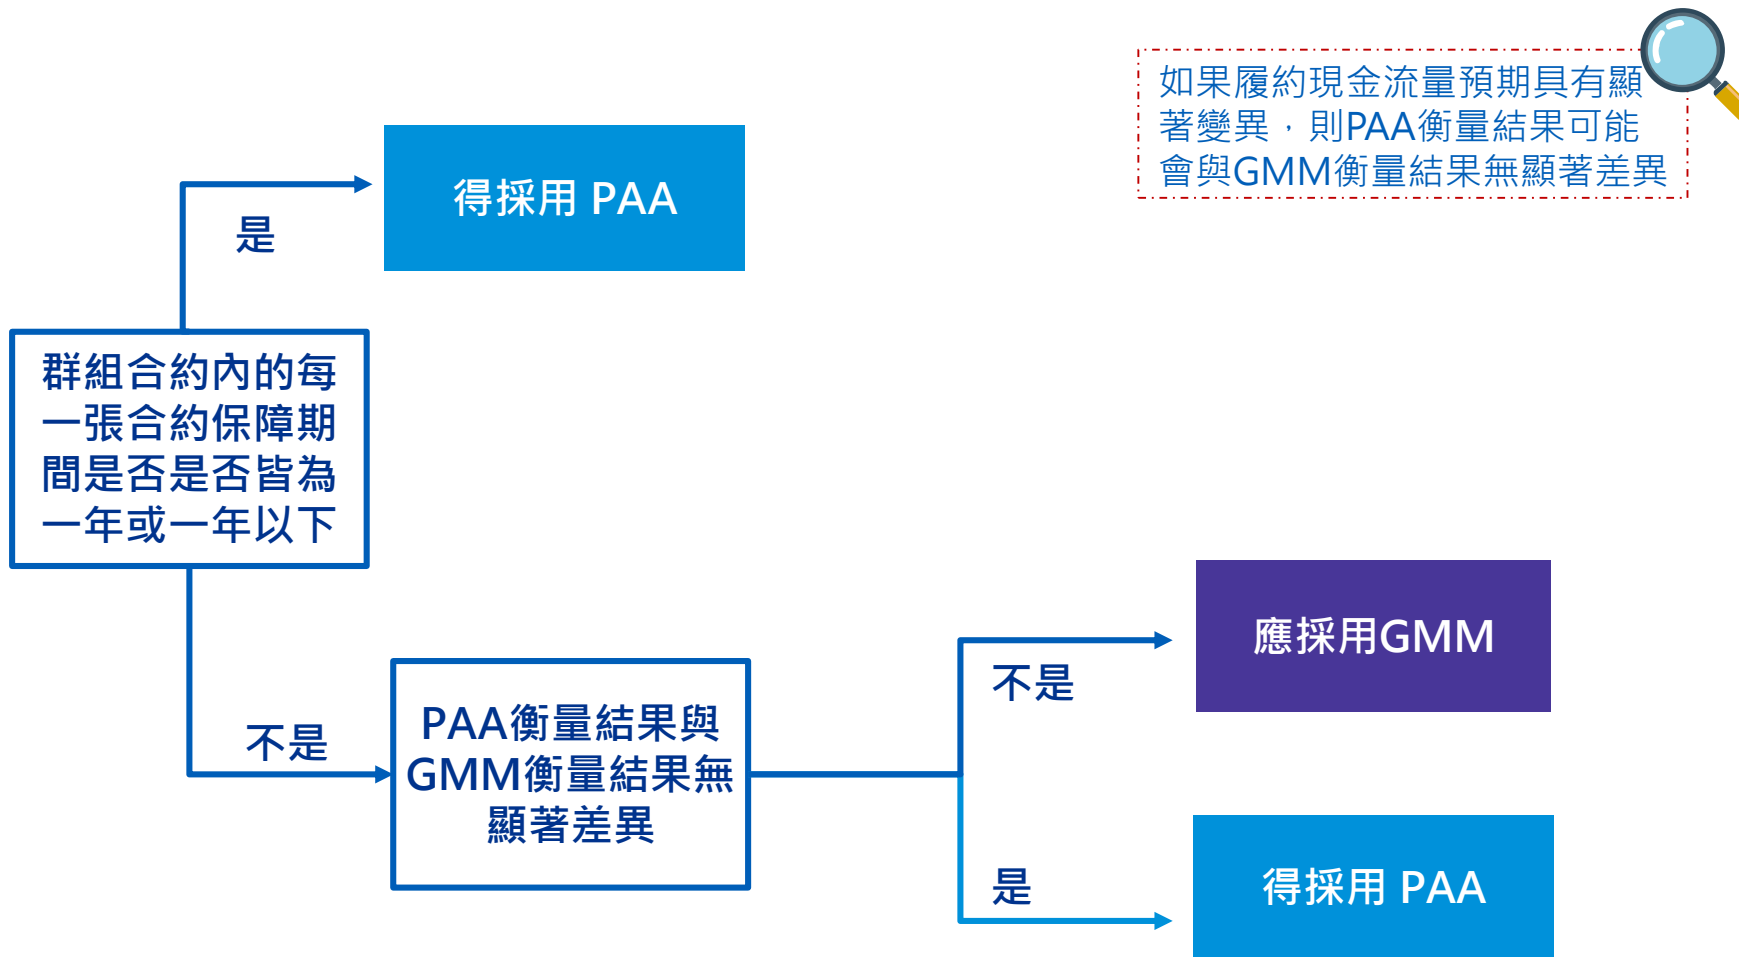 如果履約現金流量預期具有顯
著變異，則PAA衡量結果可能
會與GMM衡量結果無顯著差異
得採用 PAA
是
群組合約內的每
一張合約保障期
間是否是否皆為
一年或一年以下
不是
PAA衡量結果與
GMM衡量結果無
顯著差異
不是
應採用GMM
是
得採用 PAA